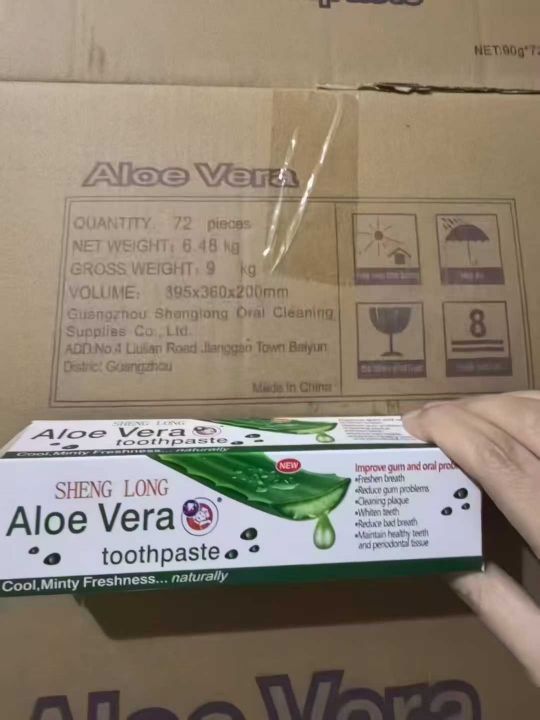 NET:90g*72
Aloe Vera
QUANTITY: 72 pieces
NET WEIGHT: 6.48 kg
GROSS WEIGHT: 9 kg
VOLUME: 395x360x200mm
Guangzhou Shenglong Oral Cleaning
Supplies Co., Ltd.
ADD:No.4 Liulian Road Jianggao Town Baiyun
District Guangzhou
Made in China
8
SHENG LONG
Aloe Vera
toothpaste
Cool,Minty Freshness... naturally
NEW
SHENG LONG
Aloe Vera
toothpaste
Cool,Minty Freshness... naturally
Improve gum and oral
•Freshen breath
•Reduce gum problems
•Cleaning plaque
•Whiten teeth
•Reduce bad breath
•Maintain healthy teeth
and periodontal tissue
Aloe Vera